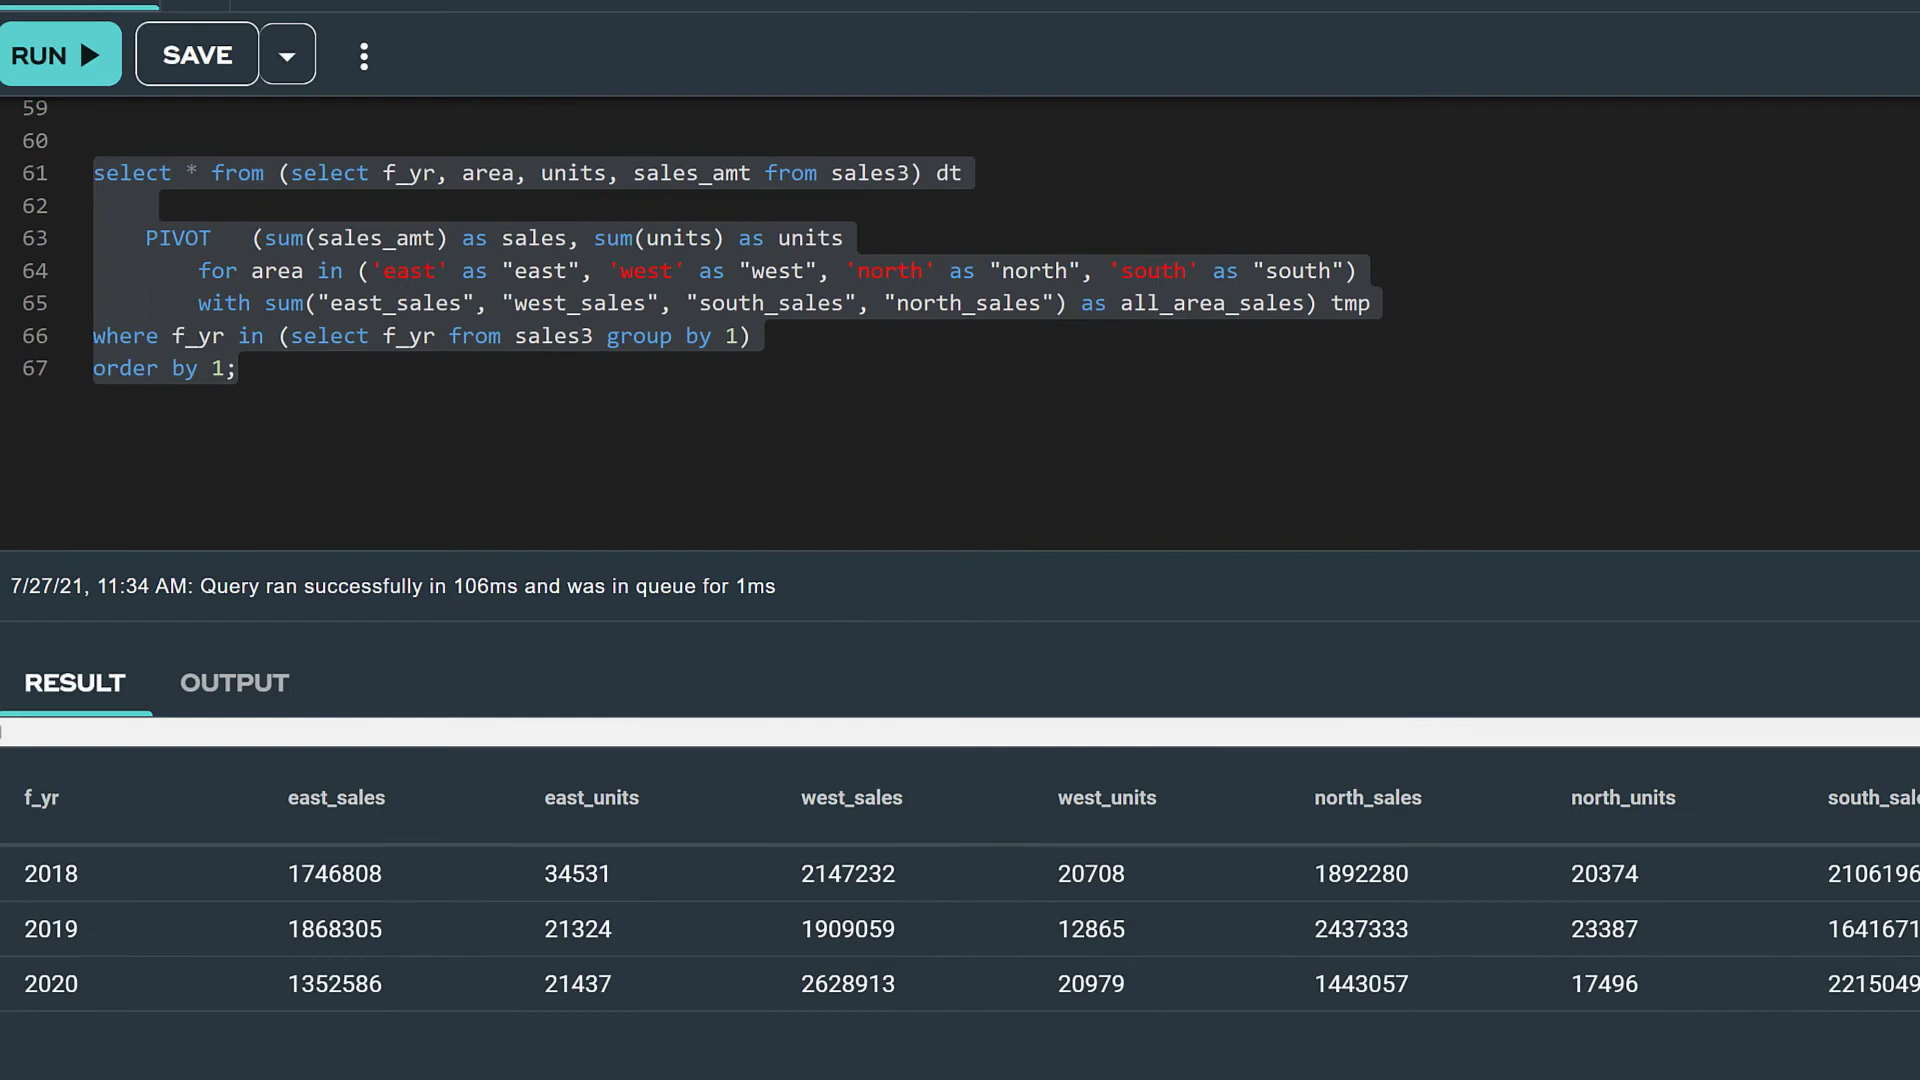 RUN SAVE
59
60
61 select * from (select f_yr, area, units, sales_amt from sales3) dt
62
63 PIVOT (sum(sales_amt) as sales, sum(units) as units
64 for area in ('east' as "east", 'west' as "west", 'north' as "north", 'south' as "south")
65 with sum("east_sales", "west_sales", "south_sales", "north_sales") as all_area_sales) tmp
66 where f_yr in (select f_yr from sales3 group by 1)
67 order by 1;
7/27/21, 11:34 AM: Query ran successfully in 106ms and was in queue for 1ms
RESULT OUTPUT
f_yr east_sales east_units west_sales west_units north_sales north_units south_sal
2018 1746808 34531 2147232 20708 1892280 20374 2106196
2019 1868305 21324 1909059 12865 2437333 23387 1641671
2020 1352586 21437 2628913 20979 1443057 17496 2215049